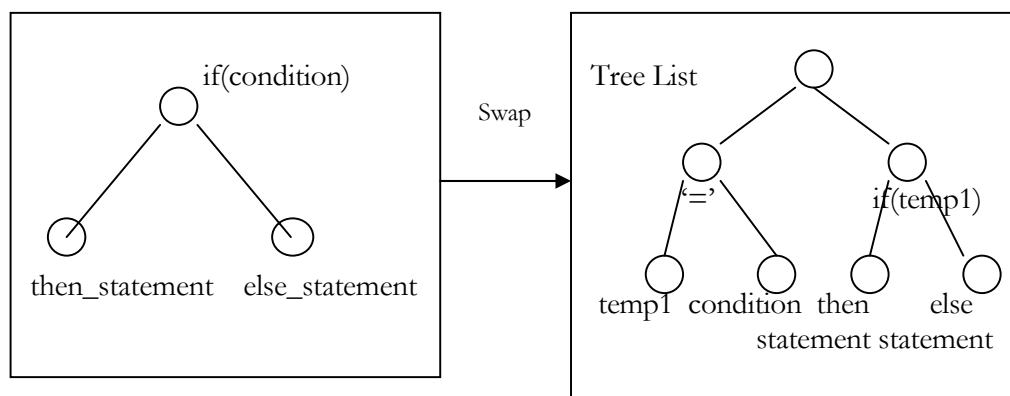 if(condition)
then_statement else_statement
Swap
Tree List
‘=’ if(temp1)
temp1 condition then else
statement statement